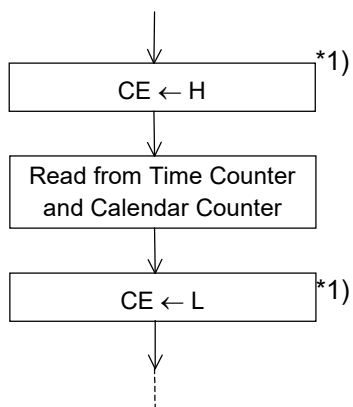 *1)
CE ← H
Read from Time Counter
and Calendar Counter
*1)
CE ← L